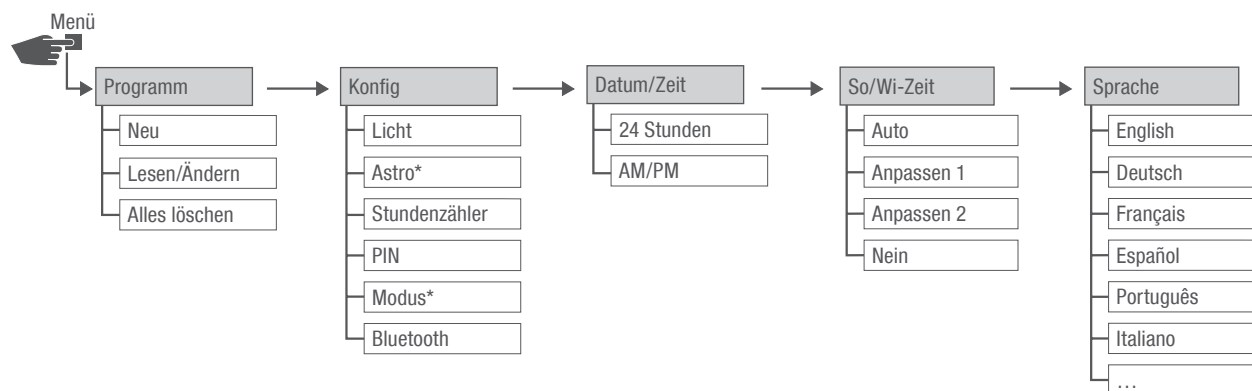 Menü
Programm
Neu
Lesen/Ändern
Alles löschen
Konfig
Licht
Astro*
Stundenzähler
PIN
Modus*
Bluetooth
Datum/Zeit
24 Stunden
AM/PM
So/Wi-Zeit
Auto
Anpassen 1
Anpassen 2
Nein
Sprache
English
Deutsch
Français
Español
Português
Italiano
…